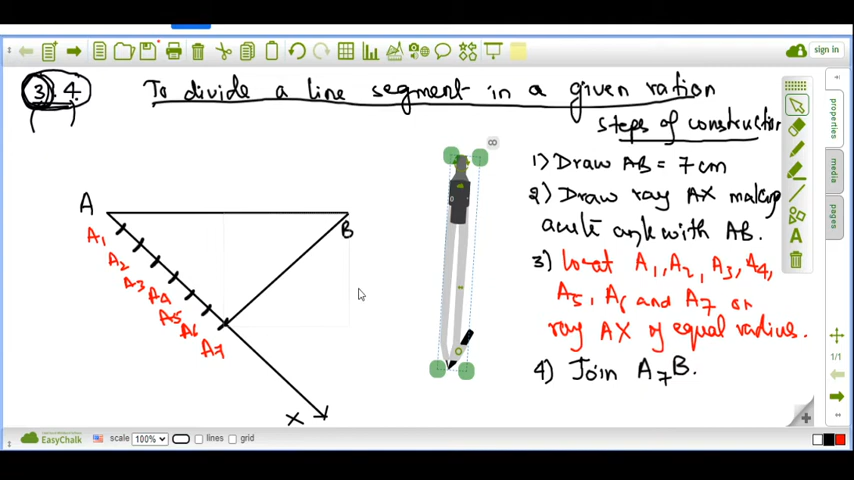 sign in
3.4
To divide a line segment in a given ration
Steps of construction
1) Draw AB = 7cm
2) Draw ray AX making
acute angle with AB.
3) locat A1, A2, A3, A4,
A5, A6 and A7 on
ray AX of equal radius.
4) Join A7B.
A
B
A1
A2
A3
A4
A5
A6
A7
X
properties
media
pages
1/1
EasyChalk
scale
100%
lines
grid